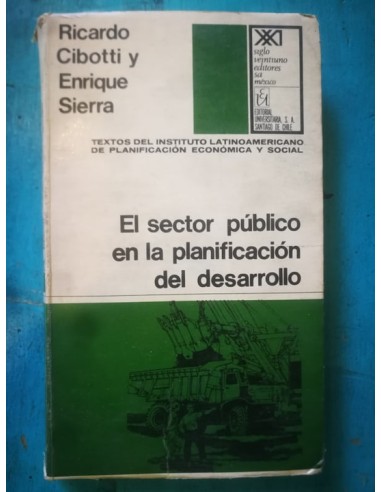 Ricardo
Cibotti y
Enrique
Sierra
XXI
siglo
veintiuno
editores
sa
méxico
EDITORIAL
UNIVERSITARIA, S. A.
SANTIAGO DE CHILE
TEXTOS DEL INSTITUTO LATINOAMERICANO
DE PLANIFICACIÓN ECONÓMICA Y SOCIAL
El sector público
en la planificación
del desarrollo